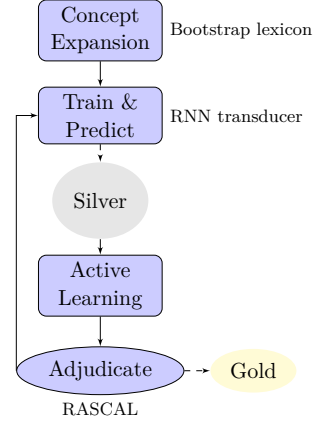 Concept
Expansion
Bootstrap lexicon
Train &
Predict
RNN transducer
Silver
Active
Learning
Adjudicate
Gold
RASCAL